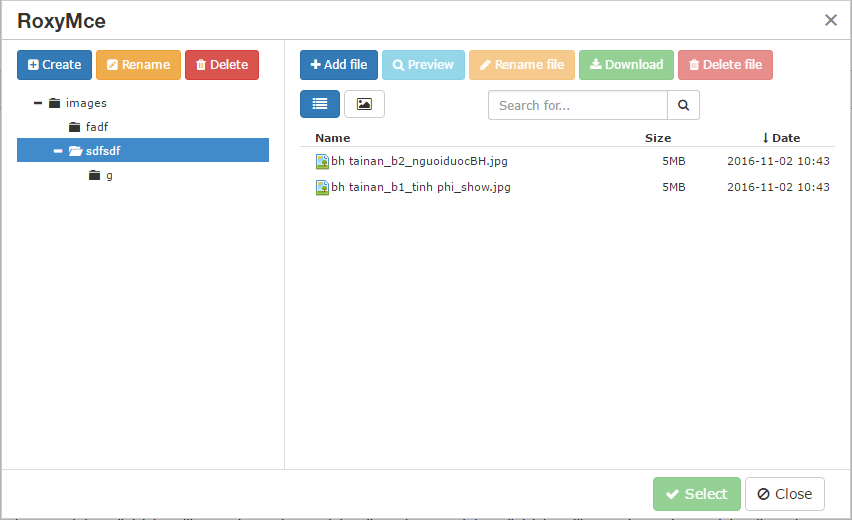 RoxyMce
Create Rename Delete
Add file Preview Rename file Download Delete file
images
fadf
sdfsdf
g
Search for...
Name Size Date
bh tainan_b2_nguoiduocBH.jpg 5MB 2016-11-02 10:43
bh tainan_b1_tinh phi_show.jpg 5MB 2016-11-02 10:43
Select Close